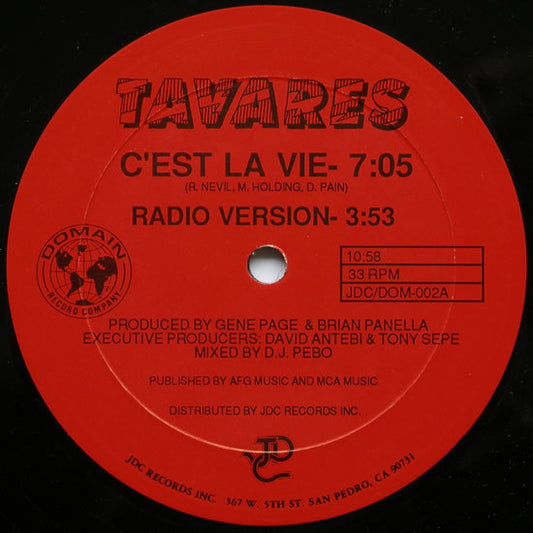 TAVARES
C'EST LA VIE- 7:05
(R. NEVIL, M. HOLDING, D. PAIN)
RADIO VERSION- 3:53
DOMAIN
RECORD COMPANY
10:58
33 RPM
JDC/DOM-002A
PRODUCED BY GENE PAGE & BRIAN PANELLA
EXECUTIVE PRODUCERS: DAVID ANTEBI & TONY SEPE
MIXED BY D.J. PEBO
PUBLISHED BY AFG MUSIC AND MCA MUSIC
DISTRIBUTED BY JDC RECORDS INC.
JDC
JDC RECORDS INC. 567 W. 5TH ST. SAN PEDRO, CA 90731